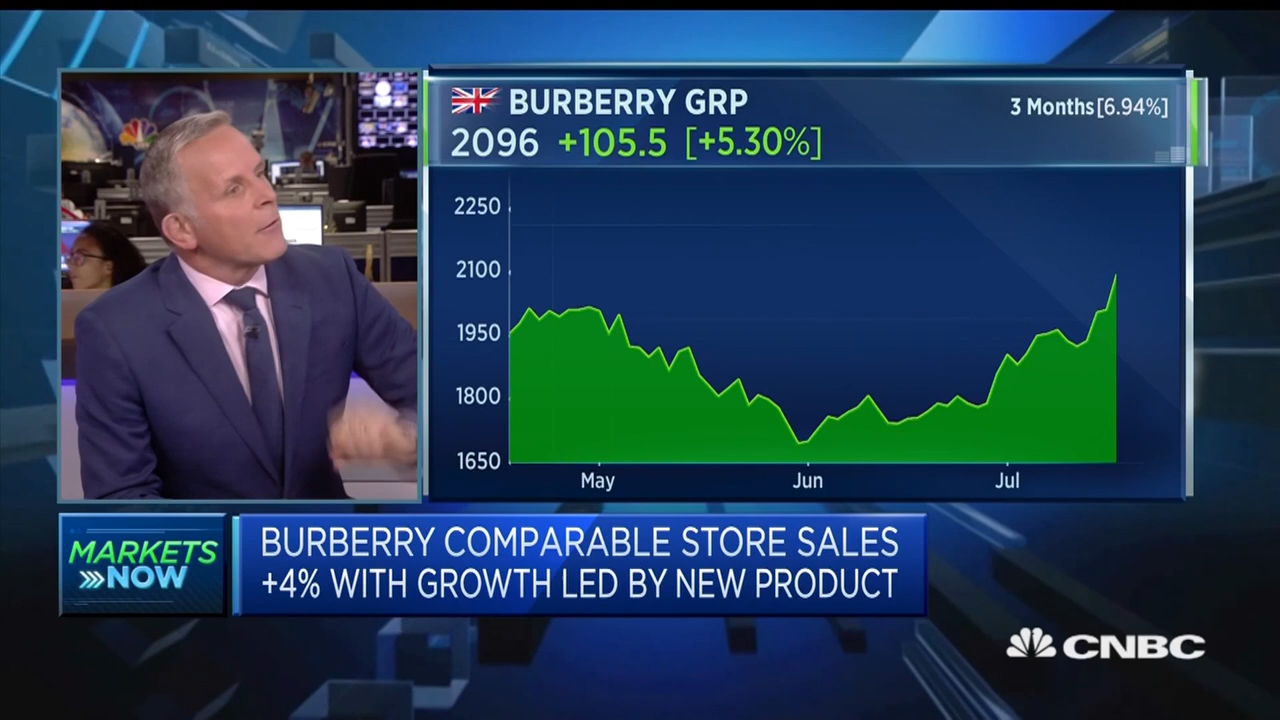 BURBERRY GRP
3 Months[6.94%]
2096 +105.5 [+5.30%]
2250
2100
1950
1800
1650
May Jun Jul
MARKETS
NOW
BURBERRY COMPARABLE STORE SALES
+4% WITH GROWTH LED BY NEW PRODUCT
CNBC